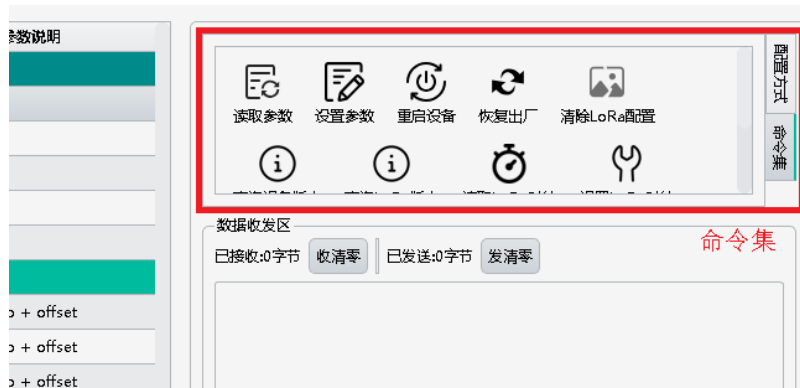 参数说明
读取参数 设置参数 重启设备 恢复出厂 清除LoRa配置
配置方式
命令集
数据收发区
命令集
已接收:0字节 收清零 已发送:0字节 发清零
o + offset
o + offset
o + offset